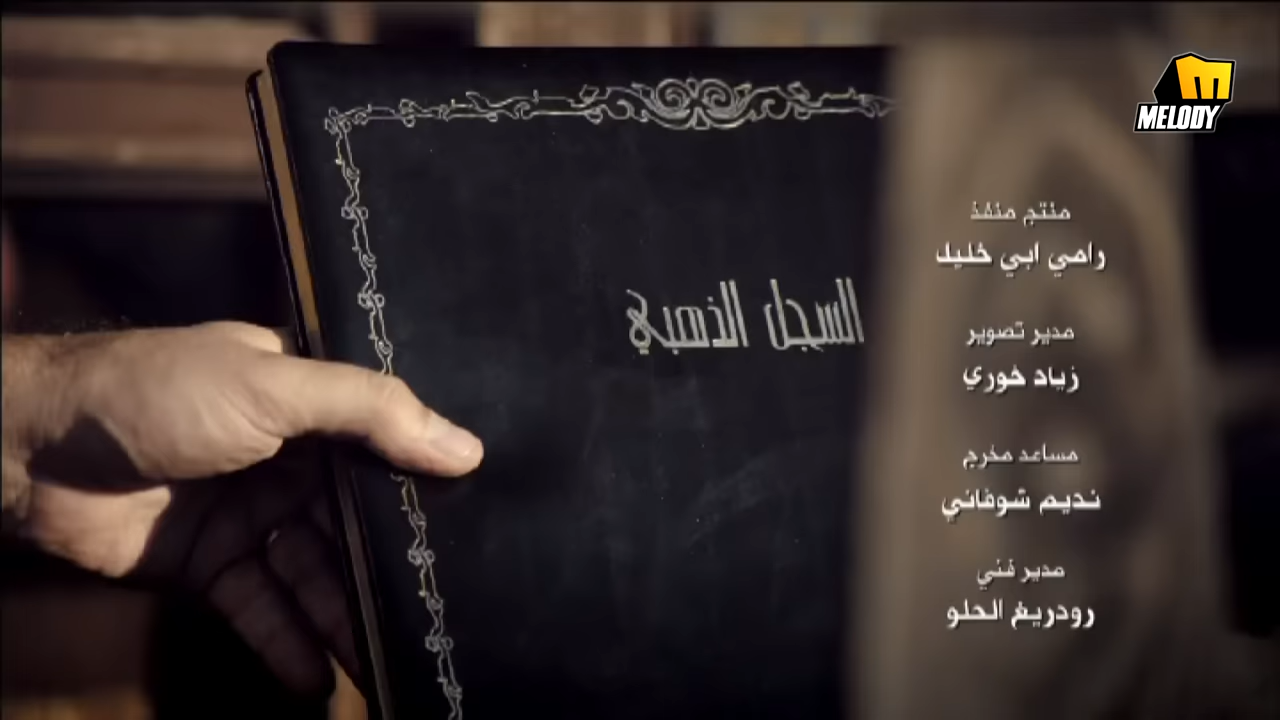 MELODY
السجل الذهبي
منتج منفذ
رامي ابي خليل
مدير تصوير
زياد خوري
مساعد مخرج
نديم شوفاني
مدير فني
رودريغ الحلو